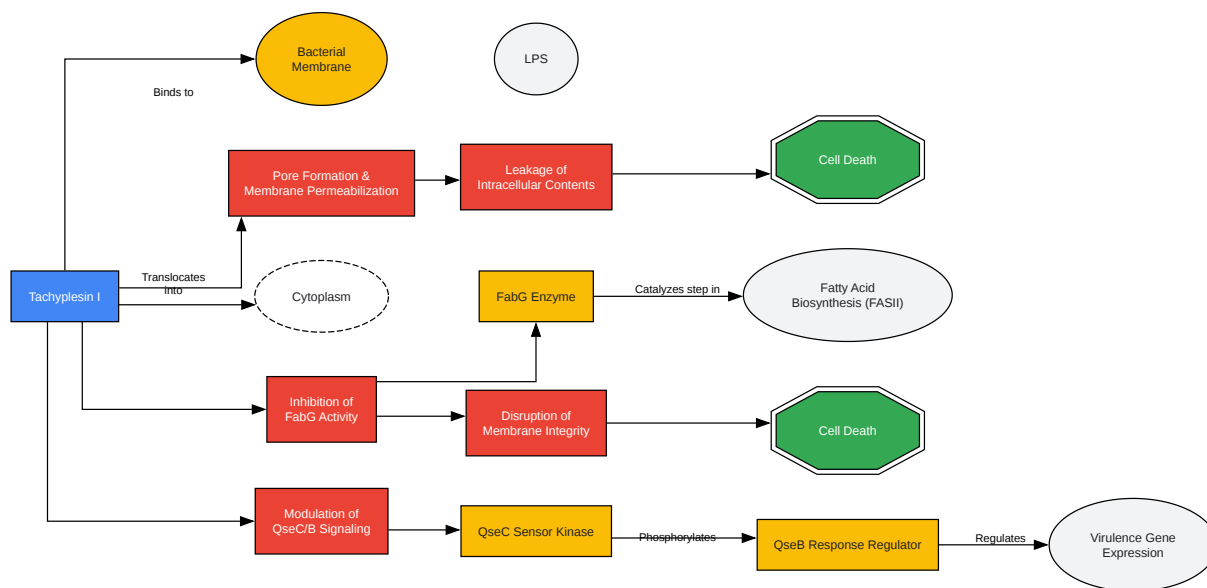 Bacterial
Membrane
LPS
Binds to
Cell Death
Pore Formation &
Membrane Permeabilization
Leakage of
Intracellular Contents
Translocates
into
Tachyplesin I
Cytoplasm
FabG Enzyme
Catalyzes step in
Fatty Acid
Biosynthesis (FASII)
Inhibition of
FabG Activity
Disruption of
Membrane Integrity
Cell Death
Modulation of
QseC/B Signaling
QseC Sensor Kinase
Phosphorylates
QseB Response Regulator
Regulates
Virulence Gene
Expression